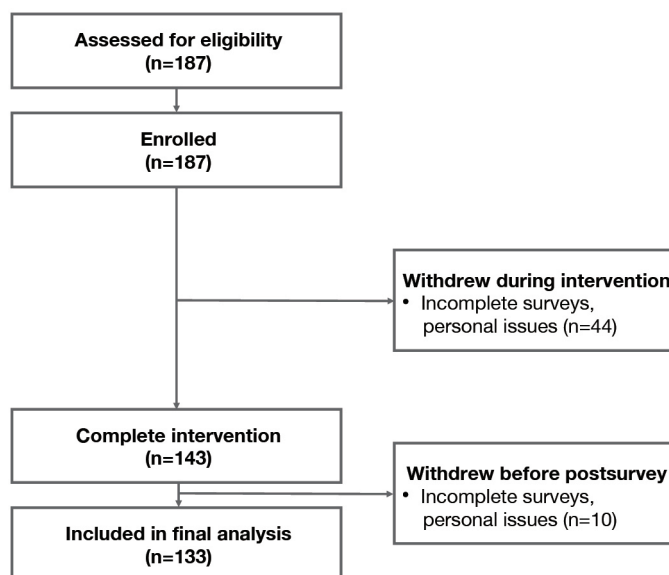 Assessed for eligibility
(n=187)
Enrolled
(n=187)
Withdrew during intervention
• Incomplete surveys,
personal issues (n=44)
Complete intervention
(n=143)
Withdrew before postsurvey
• Incomplete surveys,
personal issues (n=10)
Included in final analysis
(n=133)